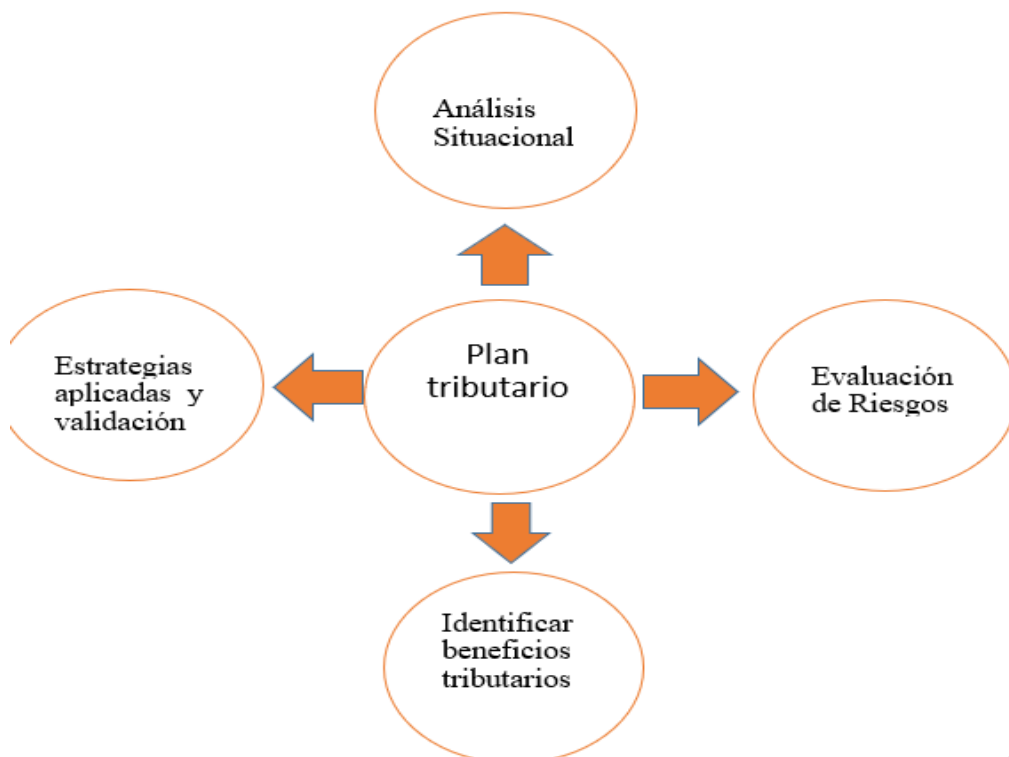 Análisis
Situacional
Plan
tributario
Estrategias
aplicadas y
validación
Evaluación
de Riesgos
Identificar
beneficios
tributarios